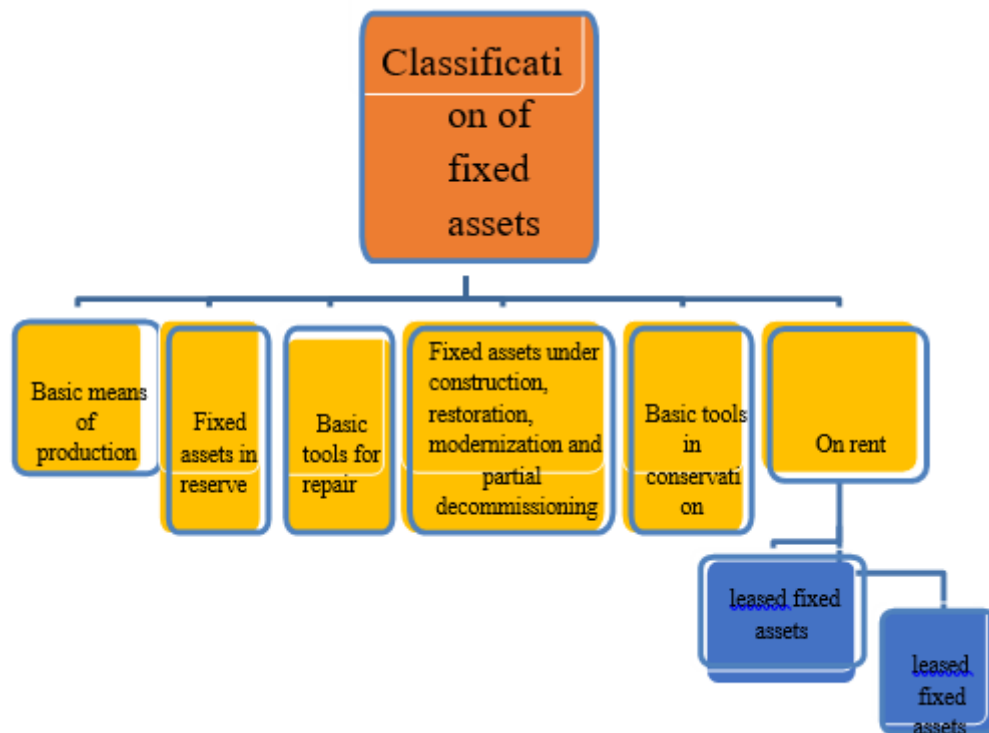 Classificati
on of
fixed
assets
Basic means
of
production
Fixed
assets in
reserve
Basic
tools for
repair
Fixed assets under
construction,
restoration,
modernization and
partial
decommissioning
Basic tools
in
conservati
on
On rent
leased fixed
assets
leased
fixed
assets